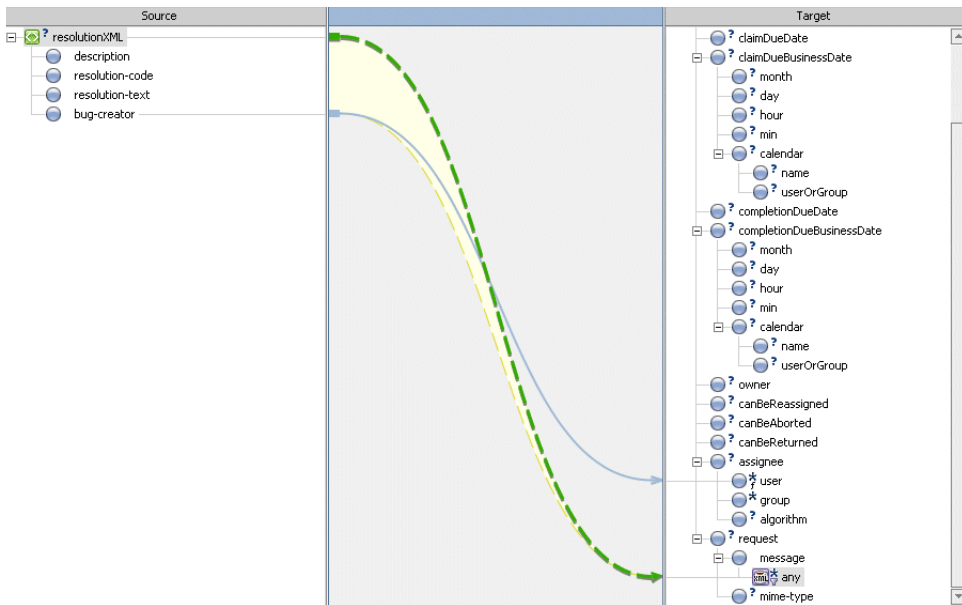 Source
Target
? resolutionXML
description
resolution-code
resolution-text
bug-creator
? claimDueDate
? claimDueBusinessDate
? month
? day
? hour
? min
? calendar
? name
? userOrGroup
? completionDueDate
? completionDueBusinessDate
? month
? day
? hour
? min
? calendar
? name
? userOrGroup
? owner
? canBeReassigned
? canBeAborted
? canBeReturned
? assignee
* f user
* group
? algorithm
? request
message
XML * any
? mime-type